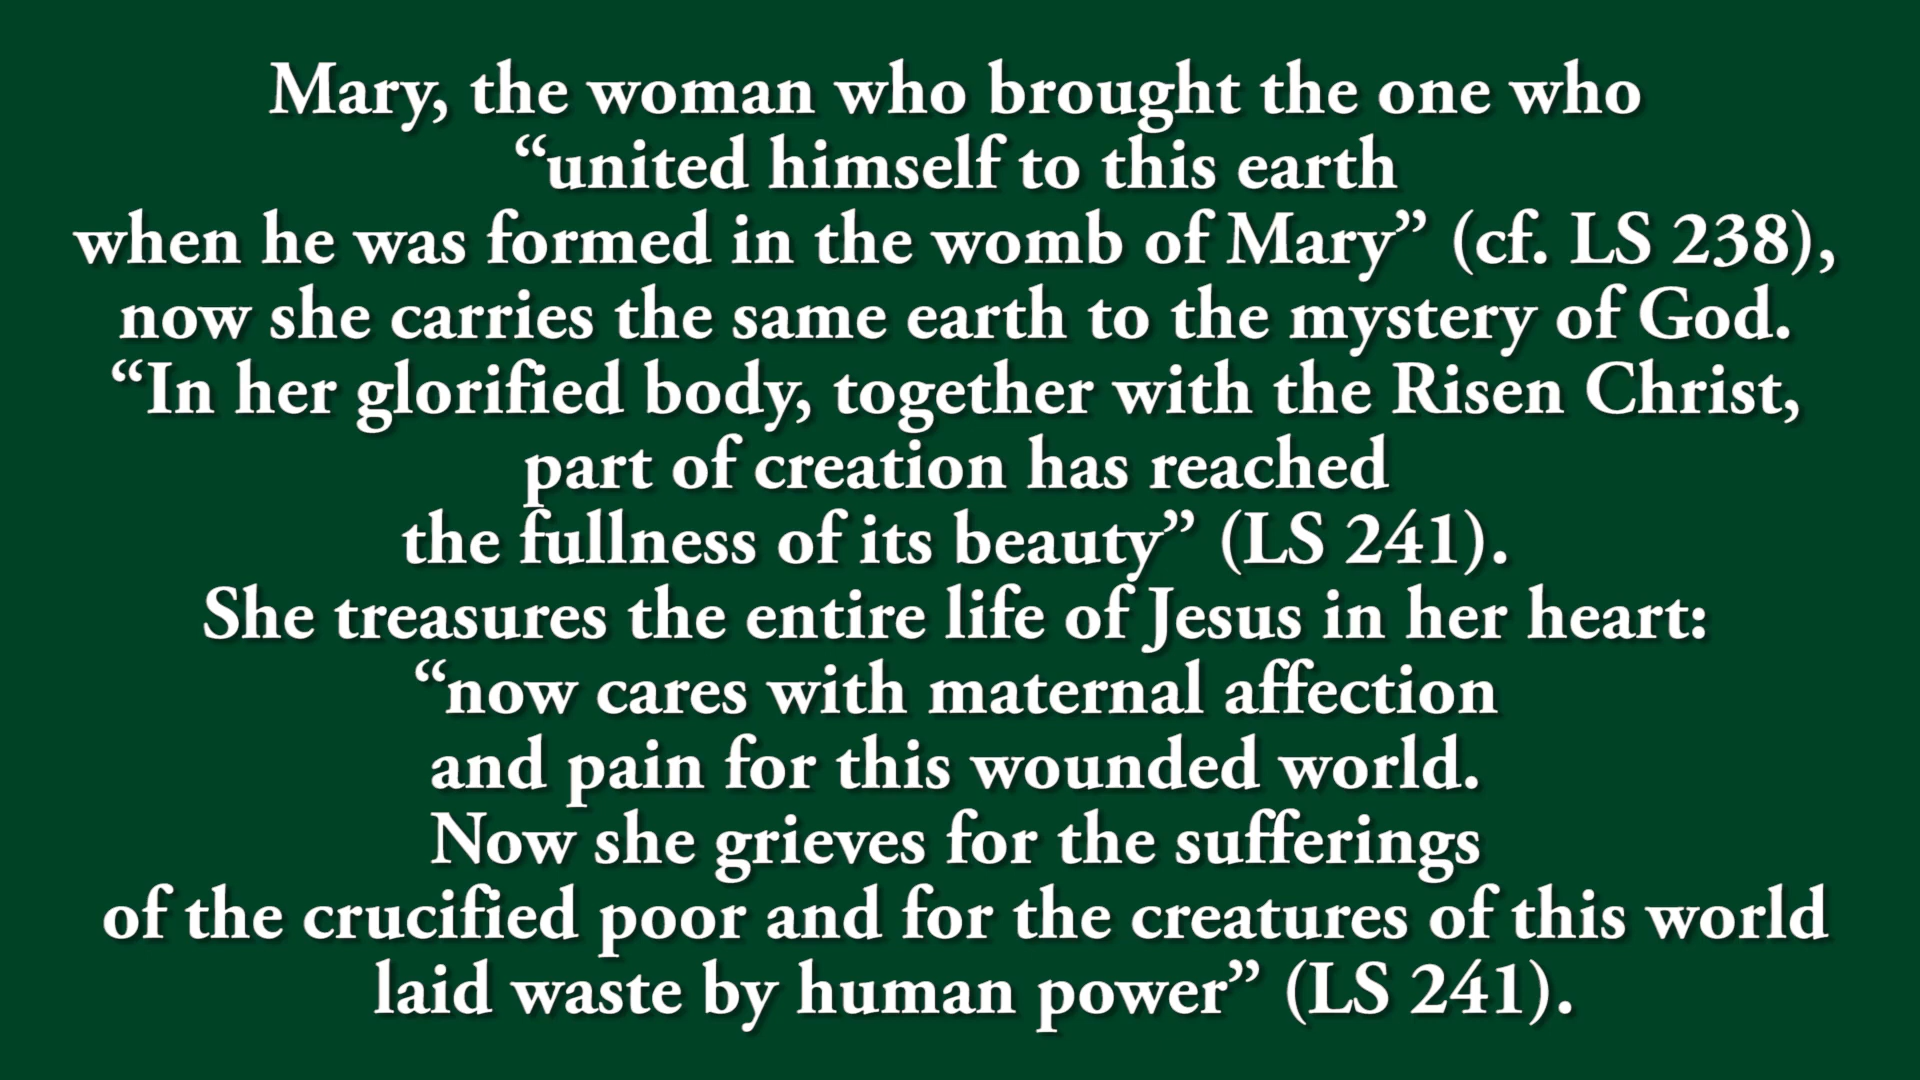 Mary, the woman who brought the one who
“united himself to this earth
when he was formed in the womb of Mary” (cf. LS 238),
now she carries the same earth to the mystery of God.
“In her glorified body, together with the Risen Christ,
part of creation has reached
the fullness of its beauty” (LS 241).
She treasures the entire life of Jesus in her heart:
“now cares with maternal affection
and pain for this wounded world.
Now she grieves for the sufferings
of the crucified poor and for the creatures of this world
laid waste by human power” (LS 241).